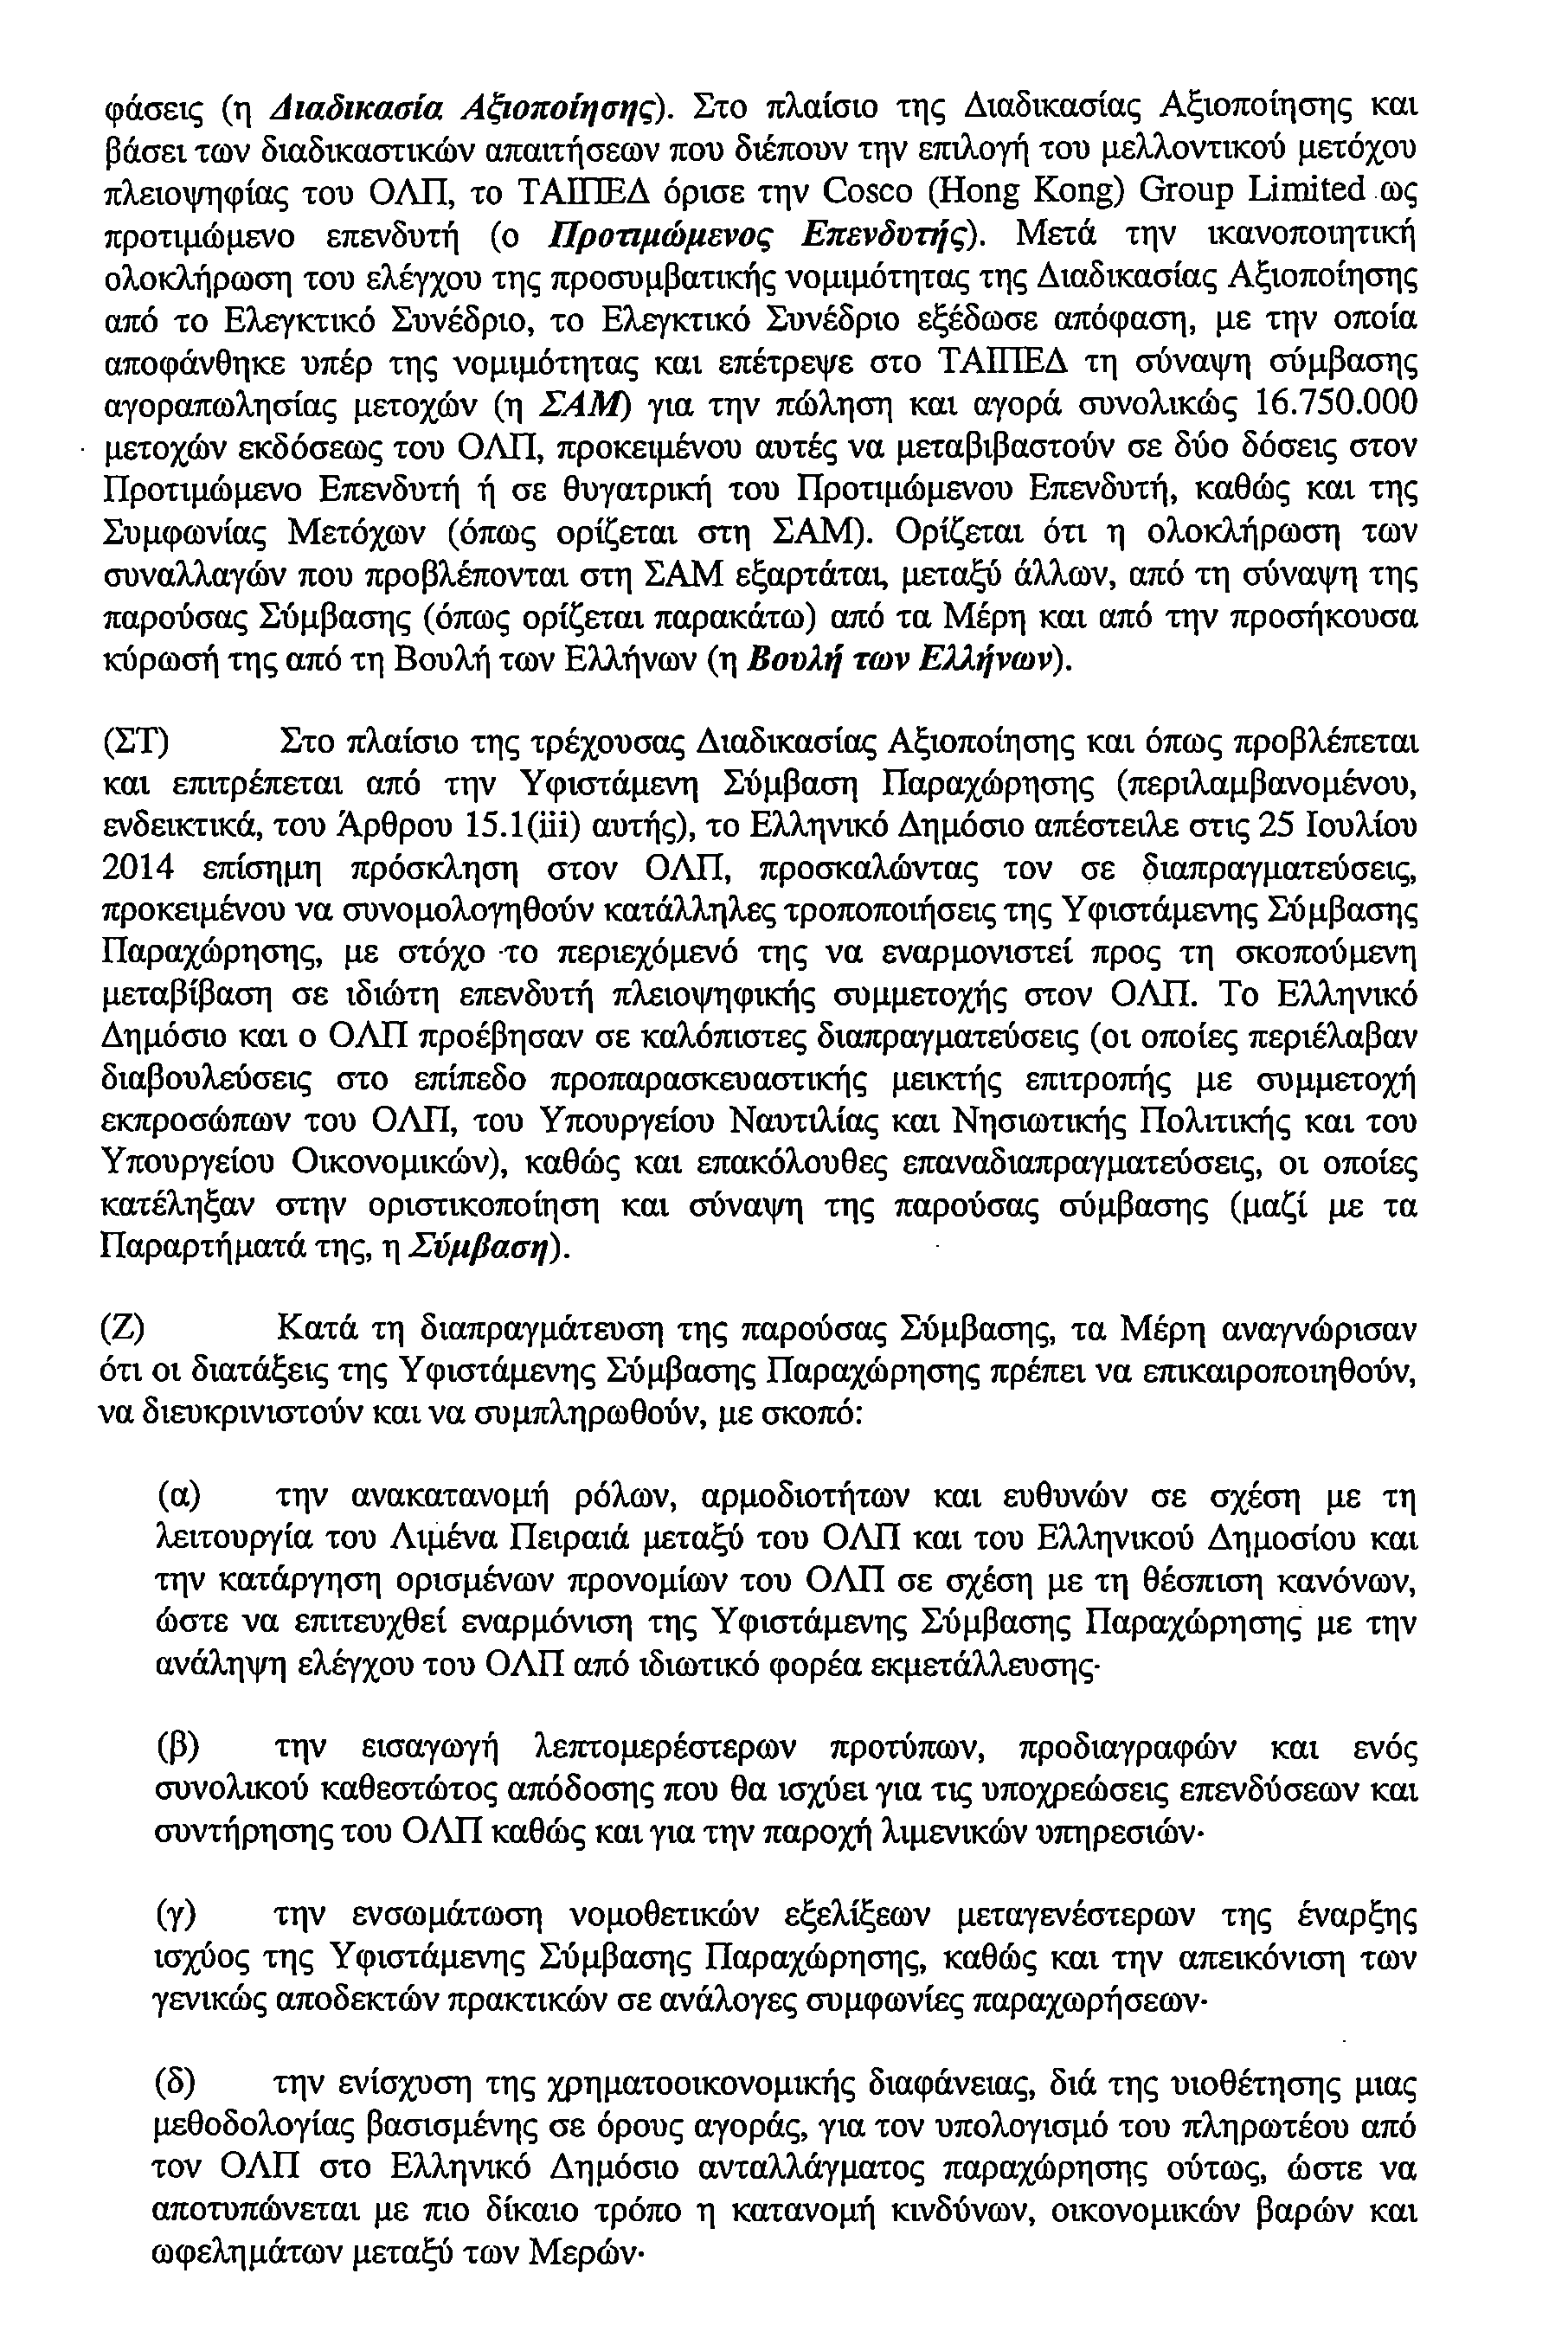 φάσεις (η Διαδικασία Αξιοποίησης). Στο πλαίσιο της Διαδικασίας Αξιοποίησης και
βάσει των διαδικαστικών απαιτήσεων που διέπουν την επιλογή του μελλοντικού μετόχου
πλειοψηφίας του ΟΛΠ, το ΤΑΙΠΕΔ όρισε την Cosco (Hong Kong) Group Limited ως
προτιμώμενο επενδυτή (ο Προτιμώμενος Επενδυτής). Μετά την ικανοποιητική
ολοκλήρωση του ελέγχου της προσυμβατικής νομιμότητας της Διαδικασίας Αξιοποίησης
από το Ελεγκτικό Συνέδριο, το Ελεγκτικό Συνέδριο εξέδωσε απόφαση, με την οποία
αποφάνθηκε υπέρ της νομιμότητας και επέτρεψε στο ΤΑΙΠΕΔ τη σύναψη σύμβασης
αγοραπωλησίας μετοχών (η ΣΑΜ) για την πώληση και αγορά συνολικώς 16.750.000
μετοχών εκδόσεως του ΟΛΠ, προκειμένου αυτές να μεταβιβαστούν σε δύο δόσεις στον
Προτιμώμενο Επενδυτή ή σε θυγατρική του Προτιμώμενου Επενδυτή, καθώς και της
Συμφωνίας Μετόχων (όπως ορίζεται στη ΣΑΜ). Ορίζεται ότι η ολοκλήρωση των
συναλλαγών που προβλέπονται στη ΣΑΜ εξαρτάται, μεταξύ άλλων, από τη σύναψη της
παρούσας Σύμβασης (όπως ορίζεται παρακάτω) από τα Μέρη και από την προσήκουσα
κύρωσή της από τη Βουλή των Ελλήνων (η Βουλή των Ελλήνων).
(ΣΤ) Στο πλαίσιο της τρέχουσας Διαδικασίας Αξιοποίησης και όπως προβλέπεται
και επιτρέπεται από την Υφιστάμενη Σύμβαση Παραχώρησης (περιλαμβανομένου,
ενδεικτικά, του Άρθρου 15.1(iii) αυτής), το Ελληνικό Δημόσιο απέστειλε στις 25 Ιουλίου
2014 επίσημη πρόσκληση στον ΟΛΠ, προσκαλώντας τον σε διαπραγματεύσεις,
προκειμένου να συνομολογηθούν κατάλληλες τροποποιήσεις της Υφιστάμενης Σύμβασης
Παραχώρησης, με στόχο το περιεχόμενό της να εναρμονιστεί προς τη σκοπούμενη
μεταβίβαση σε ιδιώτη επενδυτή πλειοψηφικής συμμετοχής στον ΟΛΠ. Το Ελληνικό
Δημόσιο και ο ΟΛΠ προέβησαν σε καλόπιστες διαπραγματεύσεις (οι οποίες περιέλαβαν
διαβουλεύσεις στο επίπεδο προπαρασκευαστικής μεικτής επιτροπής με συμμετοχή
εκπροσώπων του ΟΛΠ, του Υπουργείου Ναυτιλίας και Νησιωτικής Πολιτικής και του
Υπουργείου Οικονομικών), καθώς και επακόλουθες επαναδιαπραγματεύσεις, οι οποίες
κατέληξαν στην οριστικοποίηση και σύναψη της παρούσας σύμβασης (μαζί με τα
Παραρτήματά της, η Σύμβαση).
(Ζ) Κατά τη διαπραγμάτευση της παρούσας Σύμβασης, τα Μέρη αναγνώρισαν
ότι οι διατάξεις της Υφιστάμενης Σύμβασης Παραχώρησης πρέπει να επικαιροποιηθούν,
να διευκρινιστούν και να συμπληρωθούν, με σκοπό:
(α) την ανακατανομή ρόλων, αρμοδιοτήτων και ευθυνών σε σχέση με τη
λειτουργία του Λιμένα Πειραιά μεταξύ του ΟΛΠ και του Ελληνικού Δημοσίου και
την κατάργηση ορισμένων προνομίων του ΟΛΠ σε σχέση με τη θέσπιση κανόνων,
ώστε να επιτευχθεί εναρμόνιση της Υφιστάμενης Σύμβασης Παραχώρησης με την
ανάληψη ελέγχου του ΟΛΠ από ιδιωτικό φορέα εκμετάλλευσης·
(β) την εισαγωγή λεπτομερέστερων προτύπων, προδιαγραφών και ενός
συνολικού καθεστώτος απόδοσης που θα ισχύει για τις υποχρεώσεις επενδύσεων και
συντήρησης του ΟΛΠ καθώς και για την παροχή λιμενικών υπηρεσιών·
(γ) την ενσωμάτωση νομοθετικών εξελίξεων μεταγενέστερων της έναρξης
ισχύος της Υφιστάμενης Σύμβασης Παραχώρησης, καθώς και την απεικόνιση των
γενικώς αποδεκτών πρακτικών σε ανάλογες συμφωνίες παραχωρήσεων·
(δ) την ενίσχυση της χρηματοοικονομικής διαφάνειας, διά της υιοθέτησης μιας
μεθοδολογίας βασισμένης σε όρους αγοράς, για τον υπολογισμό του πληρωτέου από
τον ΟΛΠ στο Ελληνικό Δημόσιο ανταλλάγματος παραχώρησης ούτως, ώστε να
αποτυπώνεται με πιο δίκαιο τρόπο η κατανομή κινδύνων, οικονομικών βαρών και
ωφελημάτων μεταξύ των Μερών·